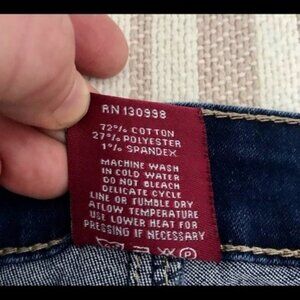 RN 130998
72% COTTON
27% POLYESTER
1% SPANDEX
MACHINE WASH
IN COLD WATER
DO NOT BLEACH
DELICATE CYCLE
LINE OR TUMBLE DRY
ATLOW TEMPERATURE
USE LOWER HEAT FOR
PRESSING IF NECESSARY